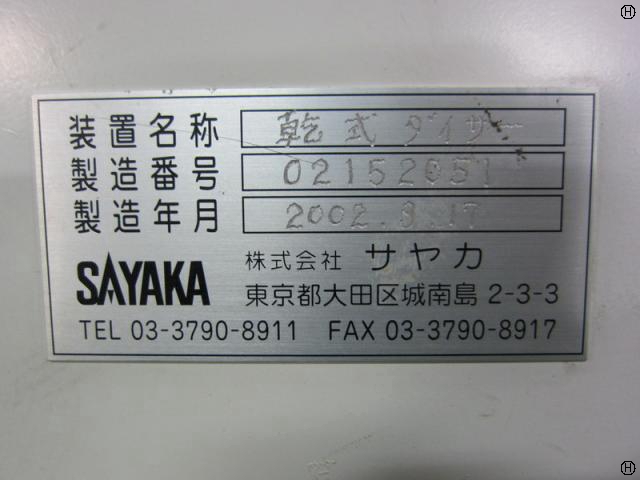 装置名称 乾式ダイサー
製造番号 02152051
製造年月 2002.3.17
SAYAKA 株式会社 サヤカ
東京都大田区城南島 2-3-3
TEL 03-3790-8911 FAX 03-3790-8917